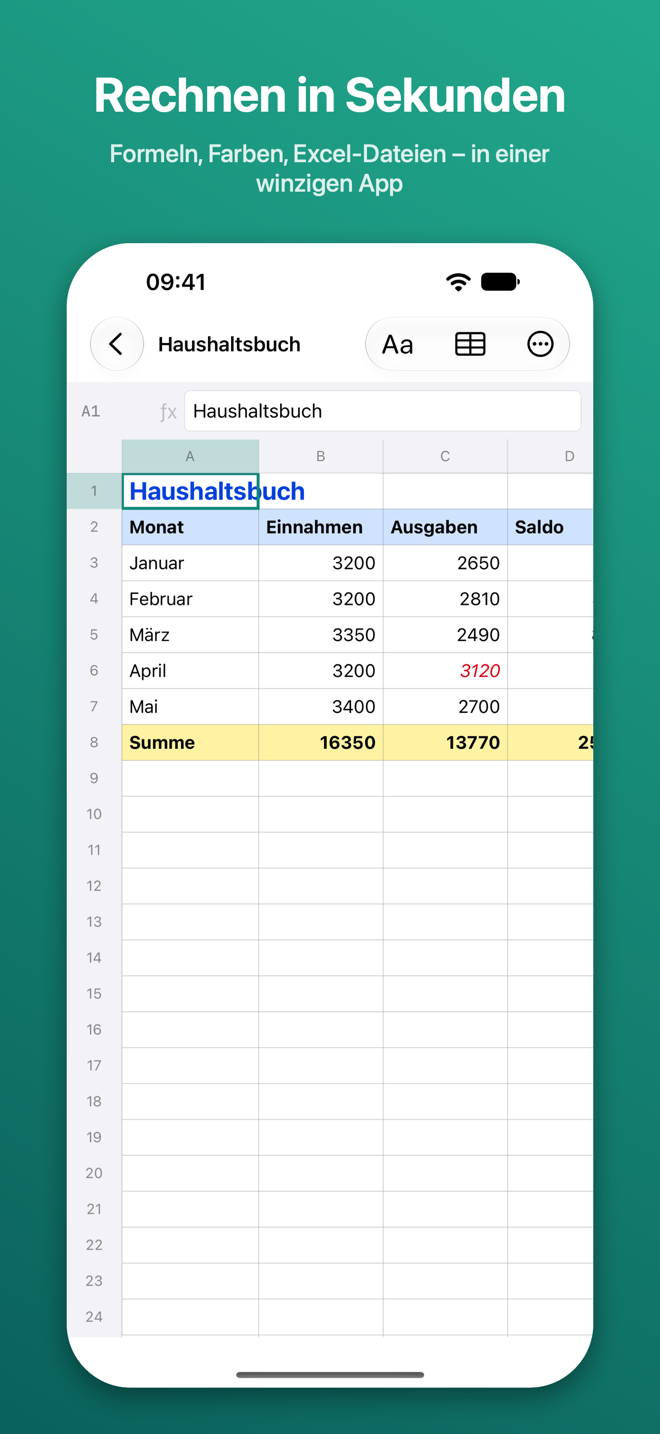 Rechnen in Sekunden
Formeln, Farben, Excel-Dateien – in einer
winzigen App
09:41
Haushaltsbuch
Aa
A1 fx Haushaltsbuch
A B C D
1 Haushaltsbuch
2 Monat Einnahmen Ausgaben Saldo
3 Januar 3200 2650
4 Februar 3200 2810
5 März 3350 2490
6 April 3200 3120
7 Mai 3400 2700
8 Summe 16350 13770
9
10
11
12
13
14
15
16
17
18
19
20
21
22
23
24